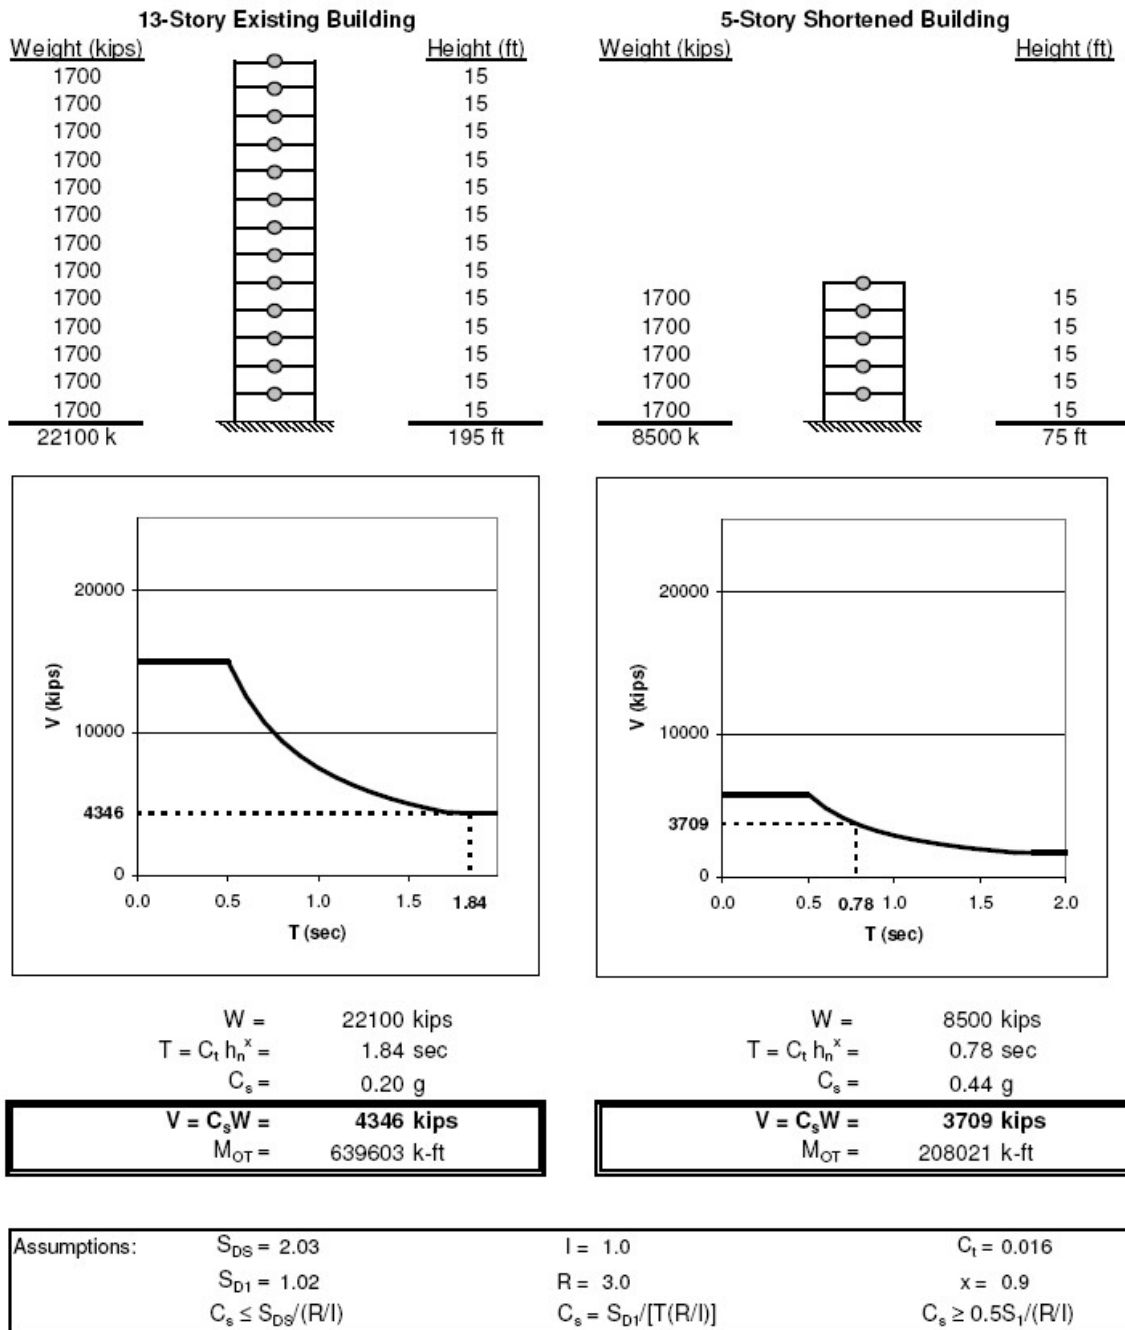 13-Story Existing Building
Weight (kips) Height (ft)
1700 15
1700 15
1700 15
1700 15
1700 15
1700 15
1700 15
1700 15
1700 15
1700 15
1700 15
1700 15
1700 15
22100 k 195 ft
5-Story Shortened Building
Weight (kips) Height (ft)
1700 15
1700 15
1700 15
1700 15
1700 15
8500 k 75 ft
V (kips)
20000
10000
4346
0
0.0 0.5 1.0 1.5 1.84
T (sec)
V (kips)
20000
10000
3709
0
0.0 0.5 0.78 1.0 1.5 2.0
T (sec)
W = 22100 kips
T = Cₜ hₙˣ = 1.84 sec
Cₛ = 0.20 g
V = CₛW = 4346 kips
M_OT = 639603 k-ft
W = 8500 kips
T = Cₜ hₙˣ = 0.78 sec
Cₛ = 0.44 g
V = CₛW = 3709 kips
M_OT = 208021 k-ft
Assumptions: S_DS = 2.03 I = 1.0 Cₜ = 0.016
S_D1 = 1.02 R = 3.0 x = 0.9
Cₛ ≤ S_DS/(R/I) Cₛ = S_D1/[T(R/I)] Cₛ ≥ 0.5S₁/(R/I)